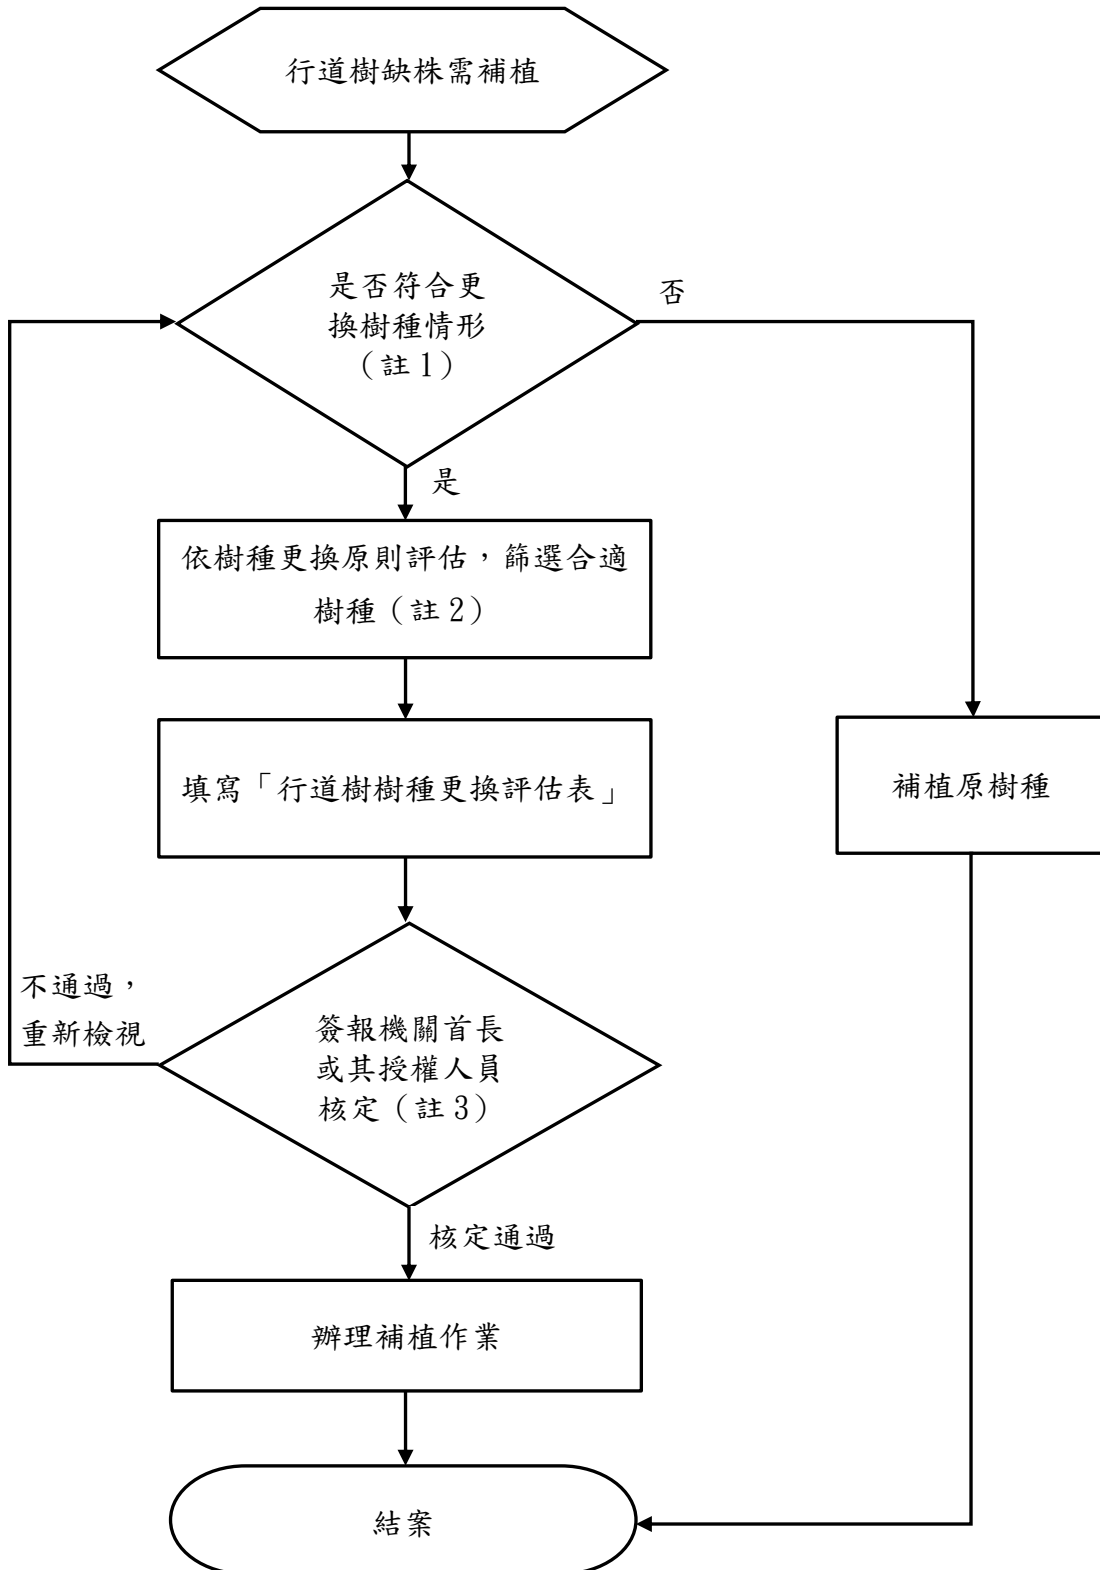 行道樹缺株需補植
是否符合更
換樹種情形
（註1）
否
是
依樹種更換原則評估，篩選合適
樹種（註2）
填寫「行道樹樹種更換評估表」
補植原樹種
不通過，
重新檢視
簽報機關首長
或其授權人員
核定（註3）
核定通過
辦理補植作業
結案